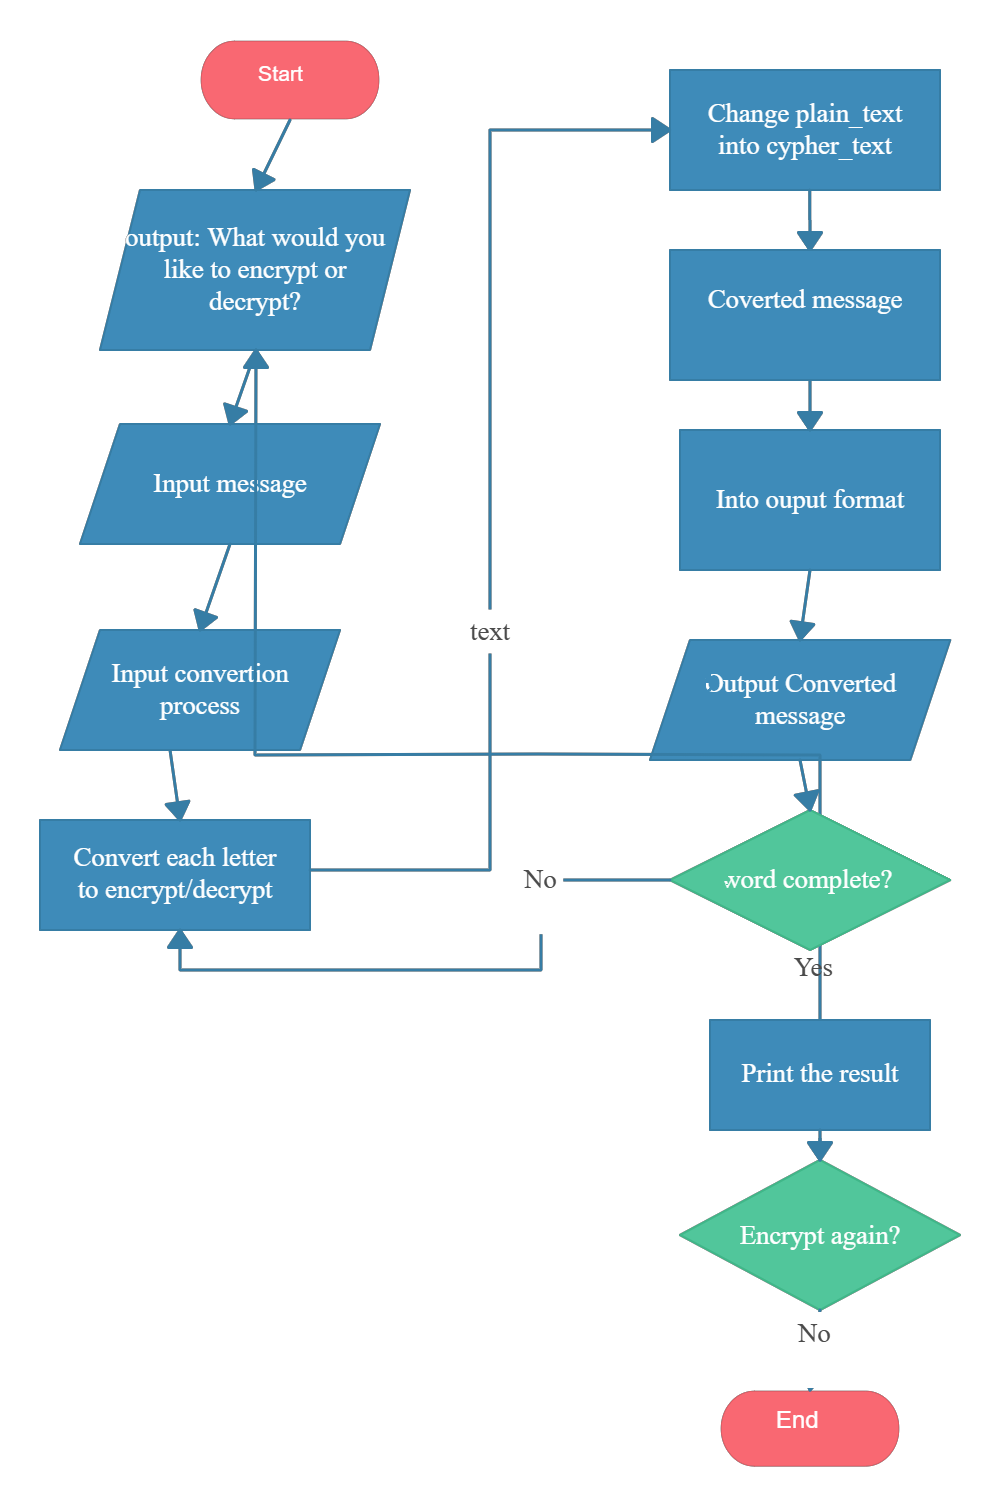 Start
output: What would you
like to encrypt or
decrypt?
Input message
Input convertion
process
Convert each letter
to encrypt/decrypt
text
Change plain_text
into cypher_text
Coverted message
Into ouput format
Output Converted
message
word complete?
No
Yes
Print the result
Encrypt again?
No
End